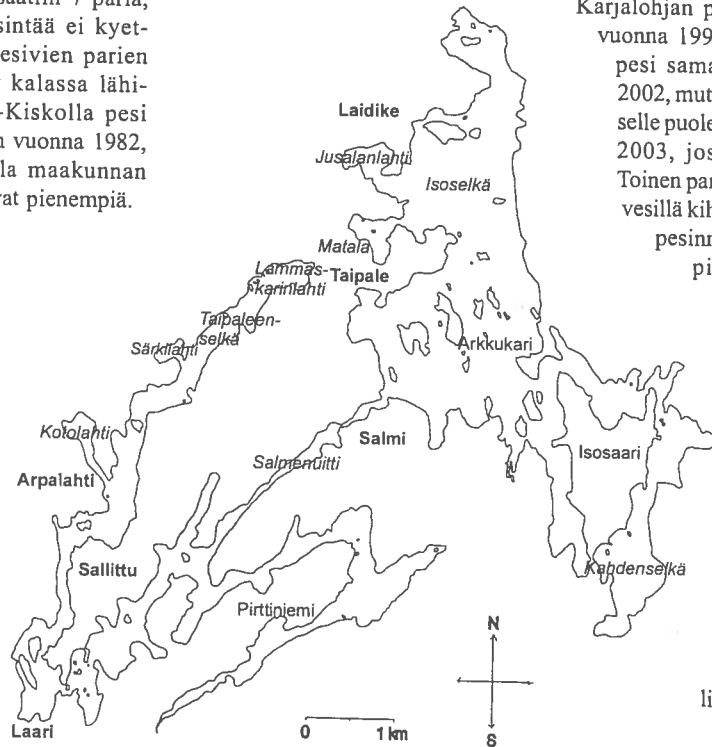 saatiin 7 paria,
sintää ei kyet-
esivien parien
kalassa lähi-
-Kiskolla pesi
n vuonna 1982,
la maakunnan
rat pienempiä.
Karjalohjan p
vuonna 199
pesi sama
2002, mut
selle puole
2003, jos
Toinen par
vesillä kih
pesinn
pi
Laidike
Jusalanlahti
Isoselkä
Matala
Lammas-
karinlahti
Taipale
Taipaleen-
selkä
Särkilahti
Arkkukari
Kotolahti
Salmi
Salmenuitti
Isosaari
Arpalahti
Sallittu
Kahdenselkä
Pirttiniemi
N
S
li
Laari
0 1 km